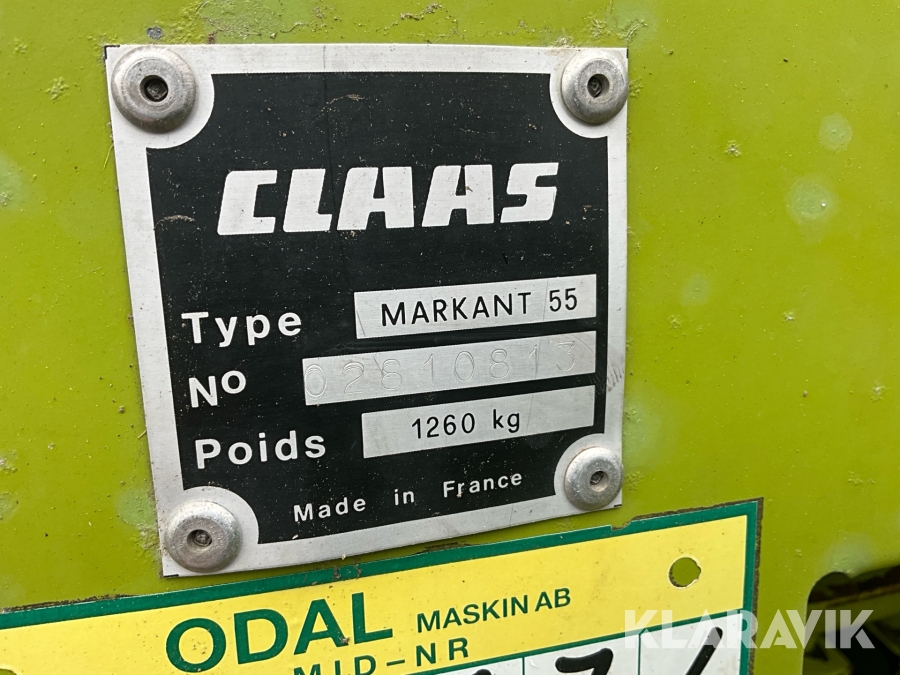 CLAAS
Type MARKANT 55
No 02810813
Poids 1260 kg
Made in France
ODAL MASKIN AB
MID-NR
KLARAVIK